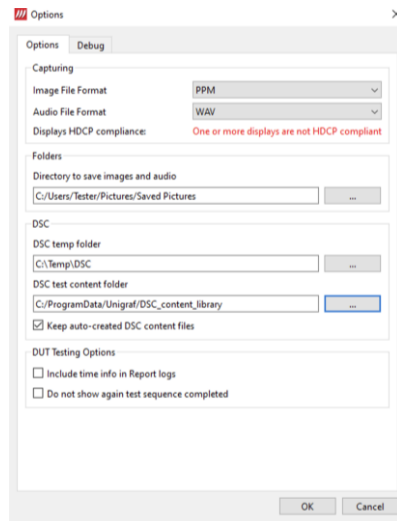 Options
Options Debug
Capturing
Image File Format PPM
Audio File Format WAV
Displays HDCP compliance: One or more displays are not HDCP compliant
Folders
Directory to save images and audio
C:/Users/Tester/Pictures/Saved Pictures ...
DSC
DSC temp folder
C:\Temp\DSC ...
DSC test content folder
C:/ProgramData/Unigraf/DSC_content_library ...
Keep auto-created DSC content files
DUT Testing Options
Include time info in Report logs
Do not show again test sequence completed
OK Cancel